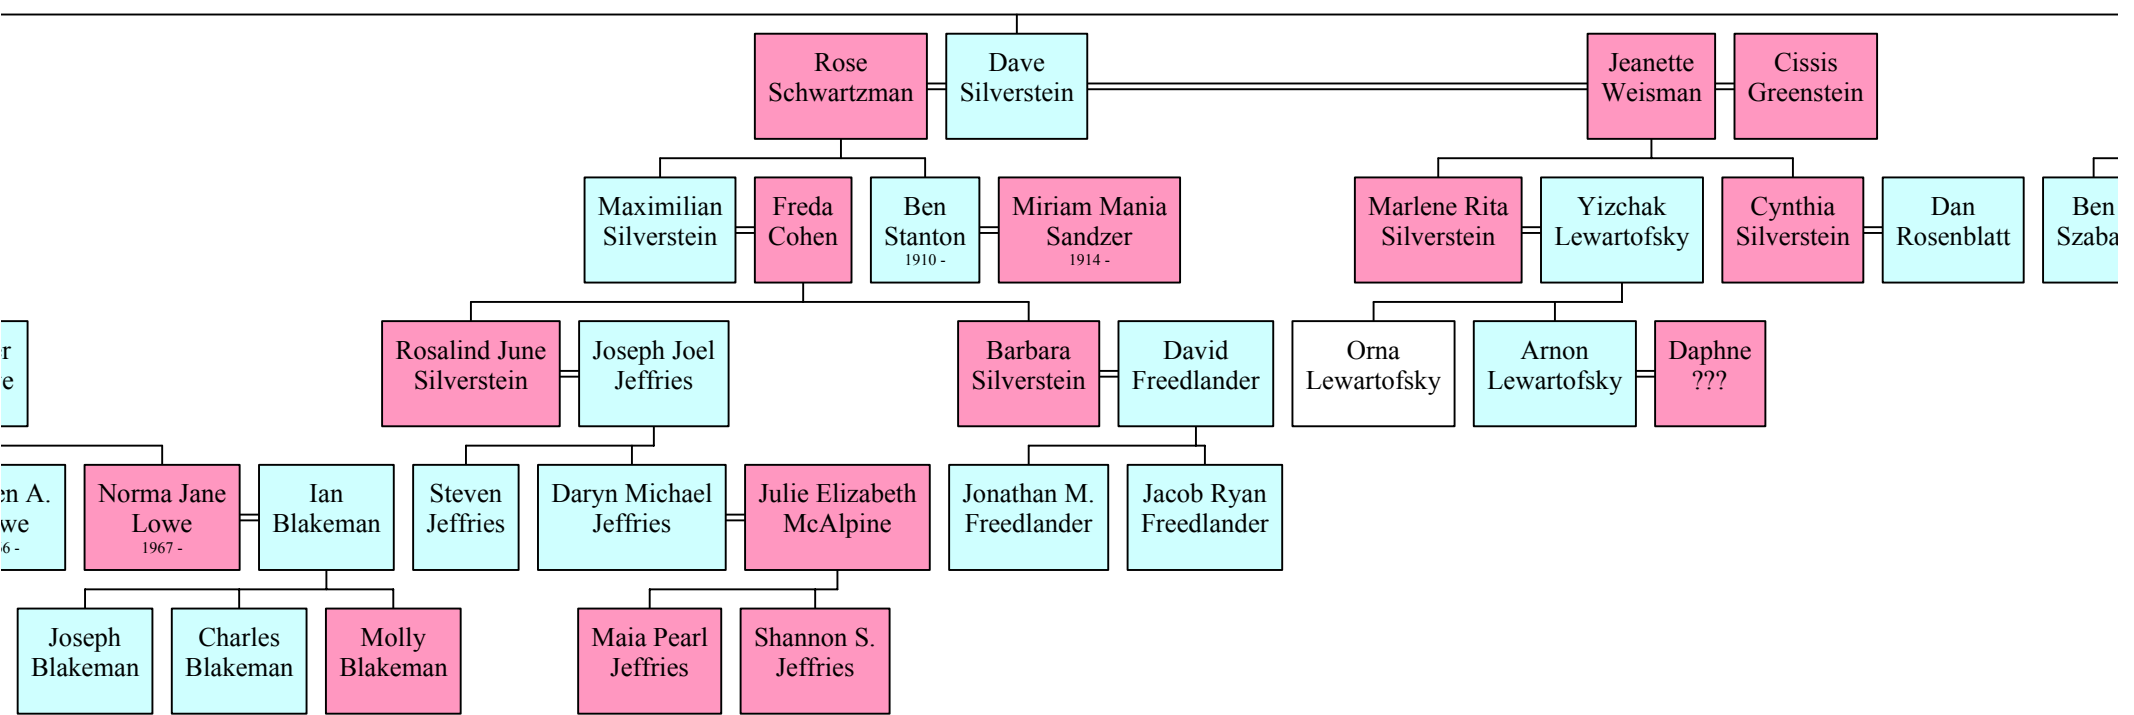 Rose
Schwartzman
Dave
Silverstein
Jeanette
Weisman
Cissis
Greenstein
Maximilian
Silverstein
Freda
Cohen
Ben
Stanton
1910 -
Miriam Mania
Sandzer
1914 -
Marlene Rita
Silverstein
Yizchak
Lewartofsky
Cynthia
Silverstein
Dan
Rosenblatt
Ben
Szaba
Rosalind June
Silverstein
Joseph Joel
Jeffries
Barbara
Silverstein
David
Freedlander
Orna
Lewartofsky
Arnon
Lewartofsky
Daphne
???
A.
Norma Jane
Lowe
1967 -
Ian
Blakeman
Steven
Jeffries
Daryn Michael
Jeffries
Julie Elizabeth
McAlpine
Jonathan M.
Freedlander
Jacob Ryan
Freedlander
Joseph
Blakeman
Charles
Blakeman
Molly
Blakeman
Maia Pearl
Jeffries
Shannon S.
Jeffries